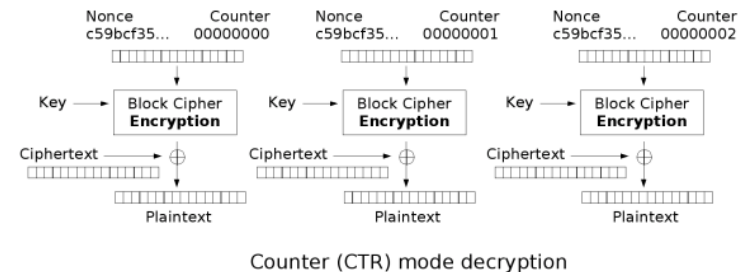 Nonce Counter Nonce Counter Nonce Counter
c59bcf35... 00000000 c59bcf35... 00000001 c59bcf35... 00000002
Key Block Cipher Key Block Cipher Key Block Cipher
Encryption Encryption Encryption
Ciphertext Ciphertext Ciphertext
Plaintext Plaintext Plaintext
Counter (CTR) mode decryption